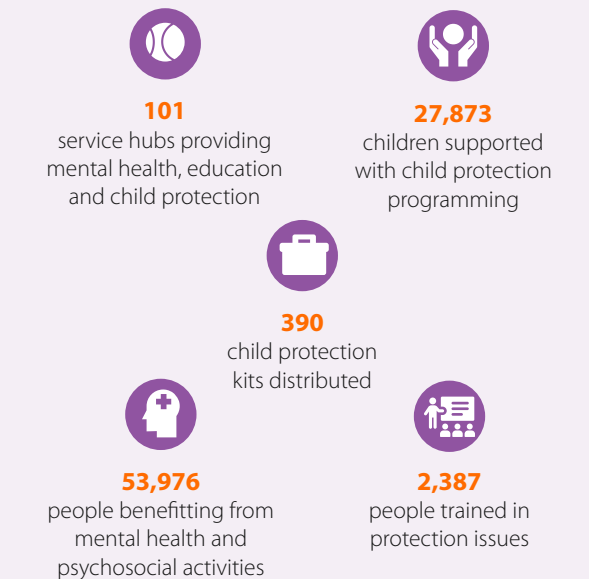 101
service hubs providing
mental health, education
and child protection
27,873
children supported
with child protection
programming
390
child protection
kits distributed
53,976
people benefitting from
mental health and
psychosocial activities
2,387
people trained in
protection issues